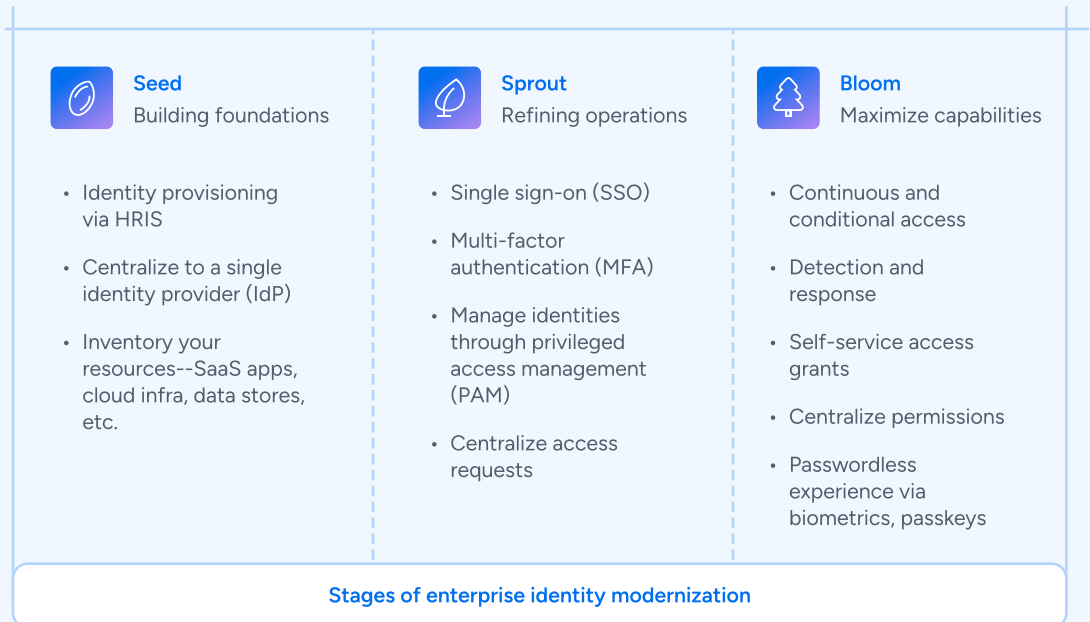 Seed
Building foundations
• Identity provisioning
via HRIS
• Centralize to a single
identity provider (IdP)
• Inventory your
resources--SaaS apps,
cloud infra, data stores,
etc.
Sprout
Refining operations
• Single sign-on (SSO)
• Multi-factor
authentication (MFA)
• Manage identities
through privileged
access management
(PAM)
• Centralize access
requests
Bloom
Maximize capabilities
• Continuous and
conditional access
• Detection and
response
• Self-service access
grants
• Centralize permissions
• Passwordless
experience via
biometrics, passkeys
Stages of enterprise identity modernization